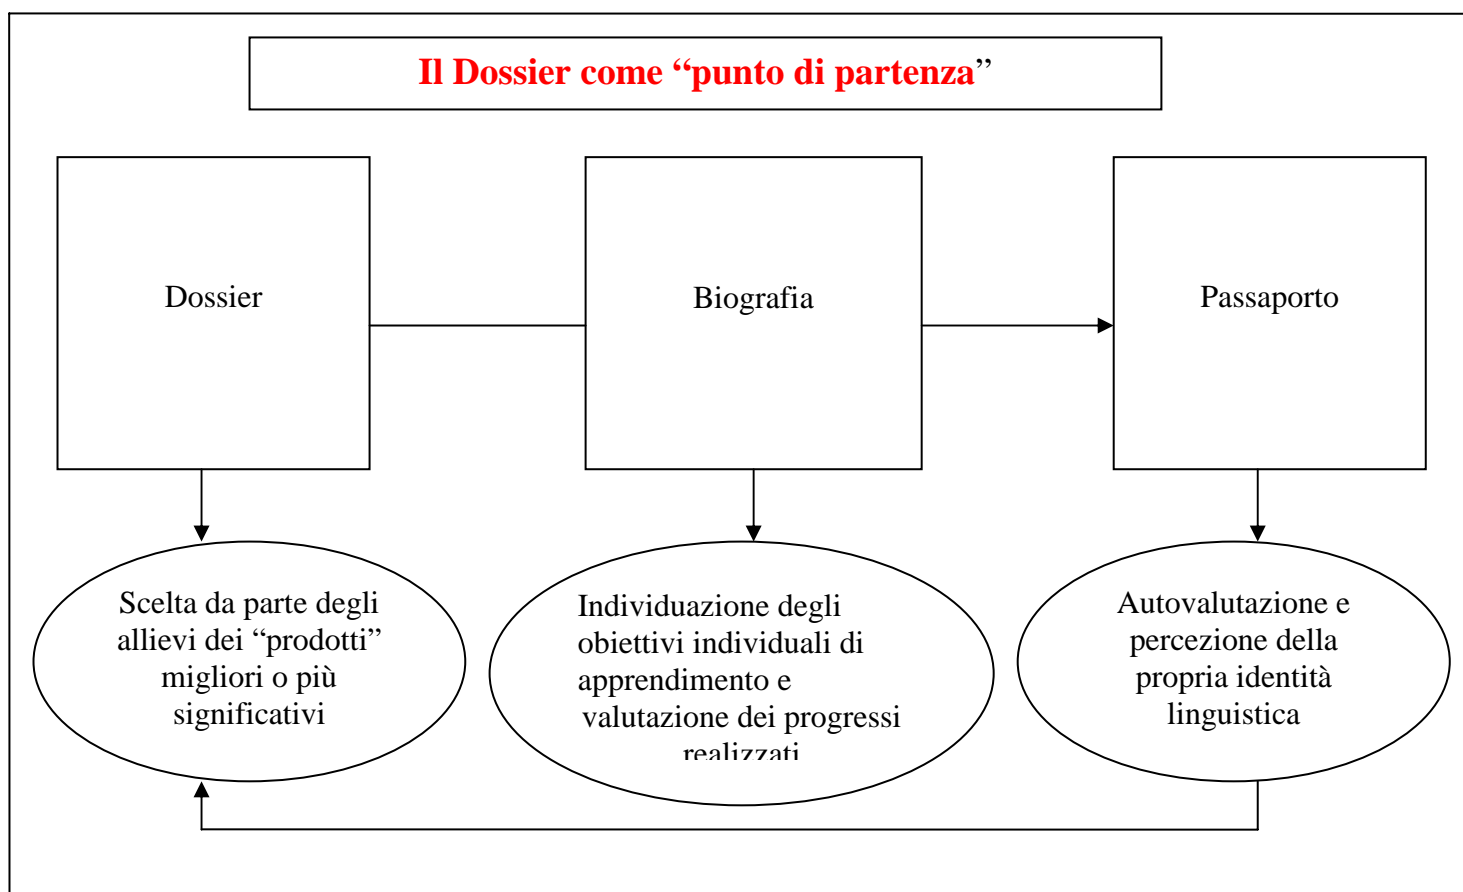 Il Dossier come “punto di partenza”
Dossier
Biografia
Passaporto
Scelta da parte degli
allievi dei “prodotti”
migliori o più
significativi
Individuazione degli
obiettivi individuali di
apprendimento e
valutazione dei progressi
realizzati
Autovalutazione e
percezione della
propria identità
linguistica